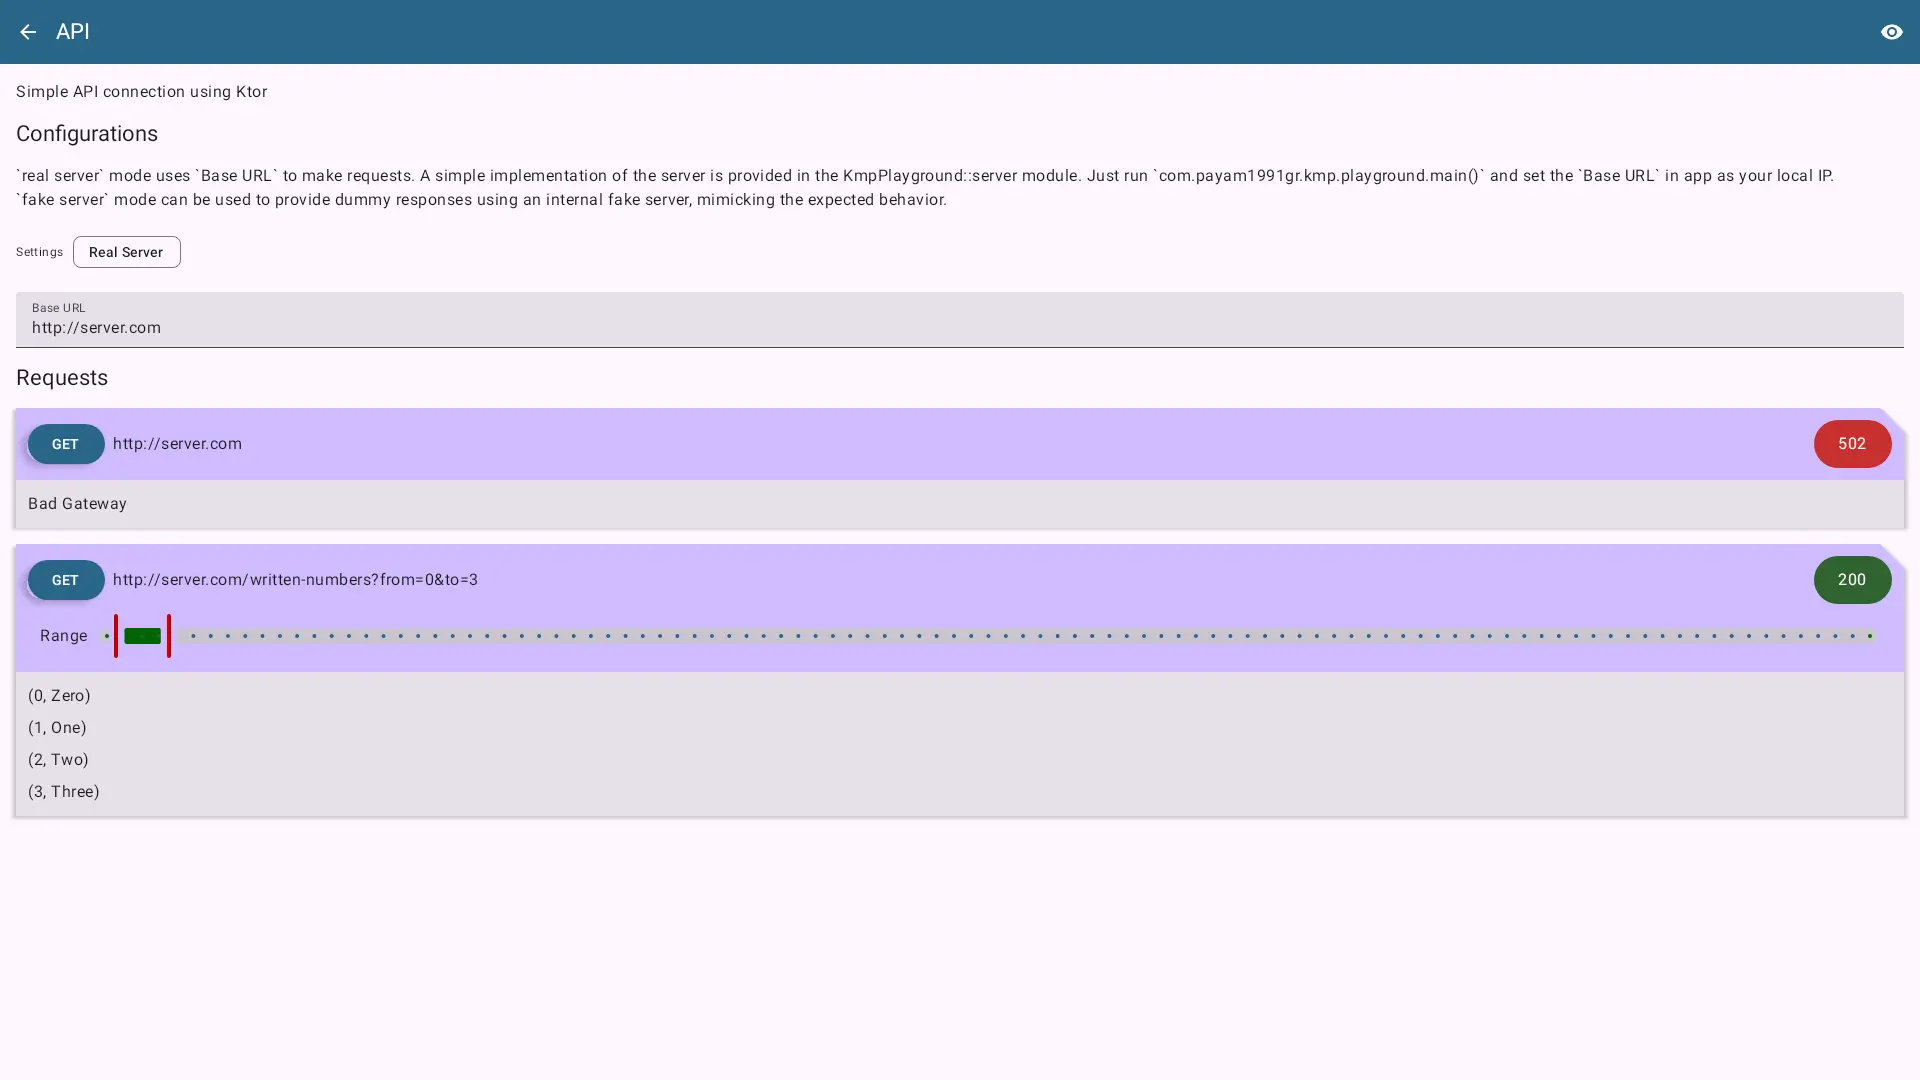 API
Simple API connection using Ktor
Configurations
`real server` mode uses `Base URL` to make requests. A simple implementation of the server is provided in the KmpPlayground::server module. Just run `com.payam1991gr.kmp.playground.main()` and set the `Base URL` in app as your local IP.
`fake server` mode can be used to provide dummy responses using an internal fake server, mimicking the expected behavior.
Settings Real Server
Base URL
http://server.com
Requests
GET http://server.com 502
Bad Gateway
GET http://server.com/written-numbers?from=0&to=3 200
Range
(0, Zero)
(1, One)
(2, Two)
(3, Three)